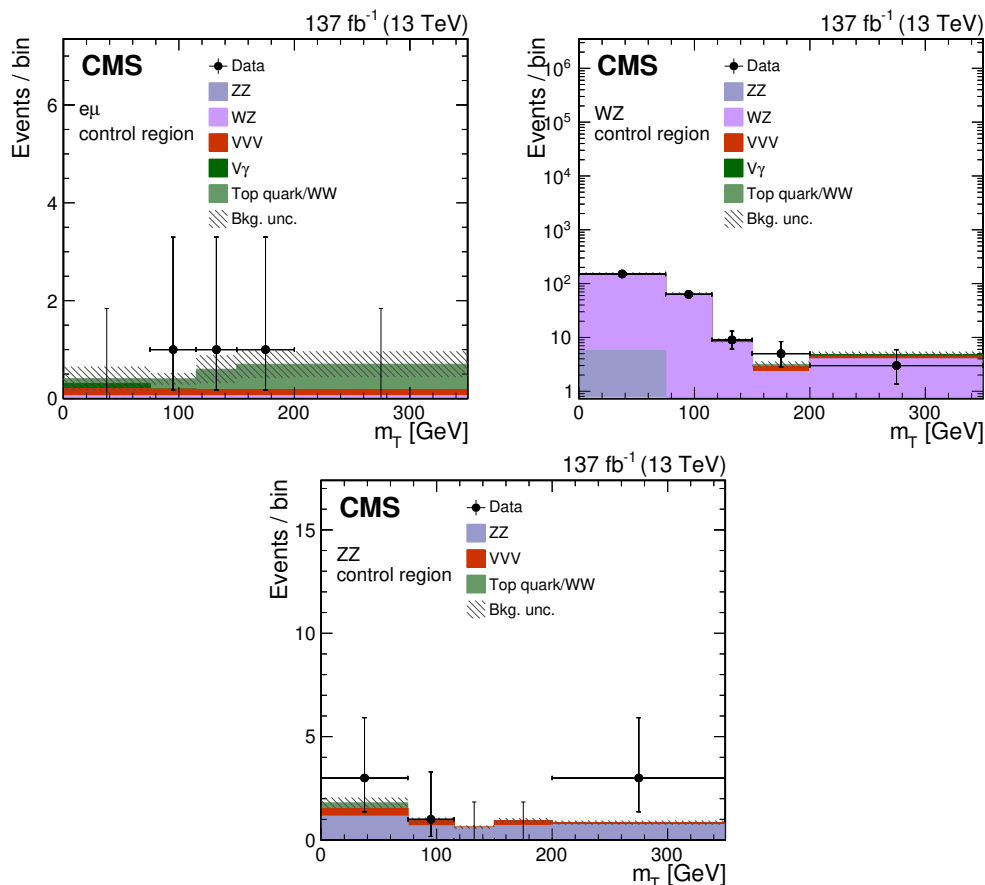 137 fb⁻¹ (13 TeV)
Events / bin
CMS
eμ
control region
Data
ZZ
WZ
VVV
Vγ
Top quark/WW
Bkg. unc.
6
4
2
0
0 100 200 300
m_T [GeV]
137 fb⁻¹ (13 TeV)
Events / bin
CMS
WZ
control region
Data
ZZ
WZ
VVV
Vγ
Top quark/WW
Bkg. unc.
10⁶
10⁵
10⁴
10³
10²
10
1
0 100 200 300
m_T [GeV]
137 fb⁻¹ (13 TeV)
Events / bin
CMS
ZZ
control region
Data
ZZ
VVV
Top quark/WW
Bkg. unc.
15
10
5
0
0 100 200 300
m_T [GeV]